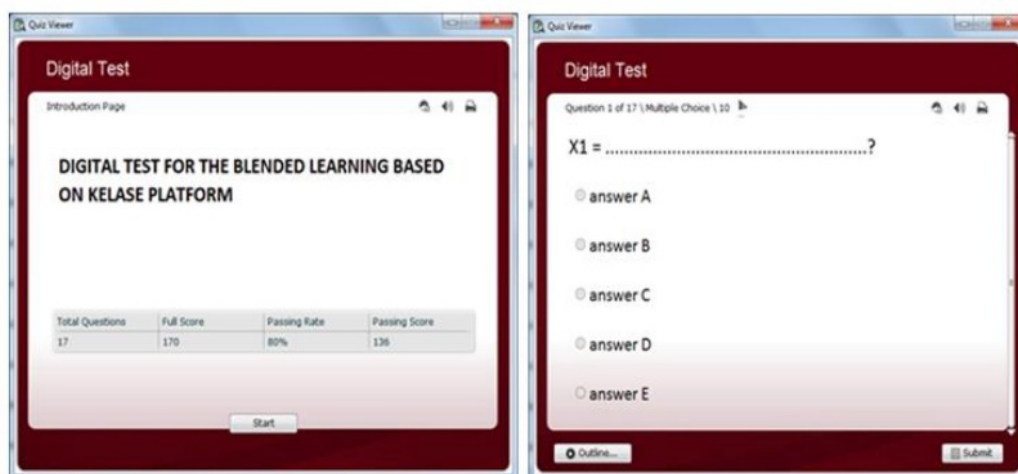 Quiz Viewer
Digital Test
Introduction Page
DIGITAL TEST FOR THE BLENDED LEARNING BASED
ON KELASE PLATFORM
Total Questions Full Score Passing Rate Passing Score
17 170 80% 136
Start
Quiz Viewer
Digital Test
Question 1 of 17 \ Multiple Choice \ 10
X1 = ....................................................?
answer A
answer B
answer C
answer D
answer E
Outline...
Submit